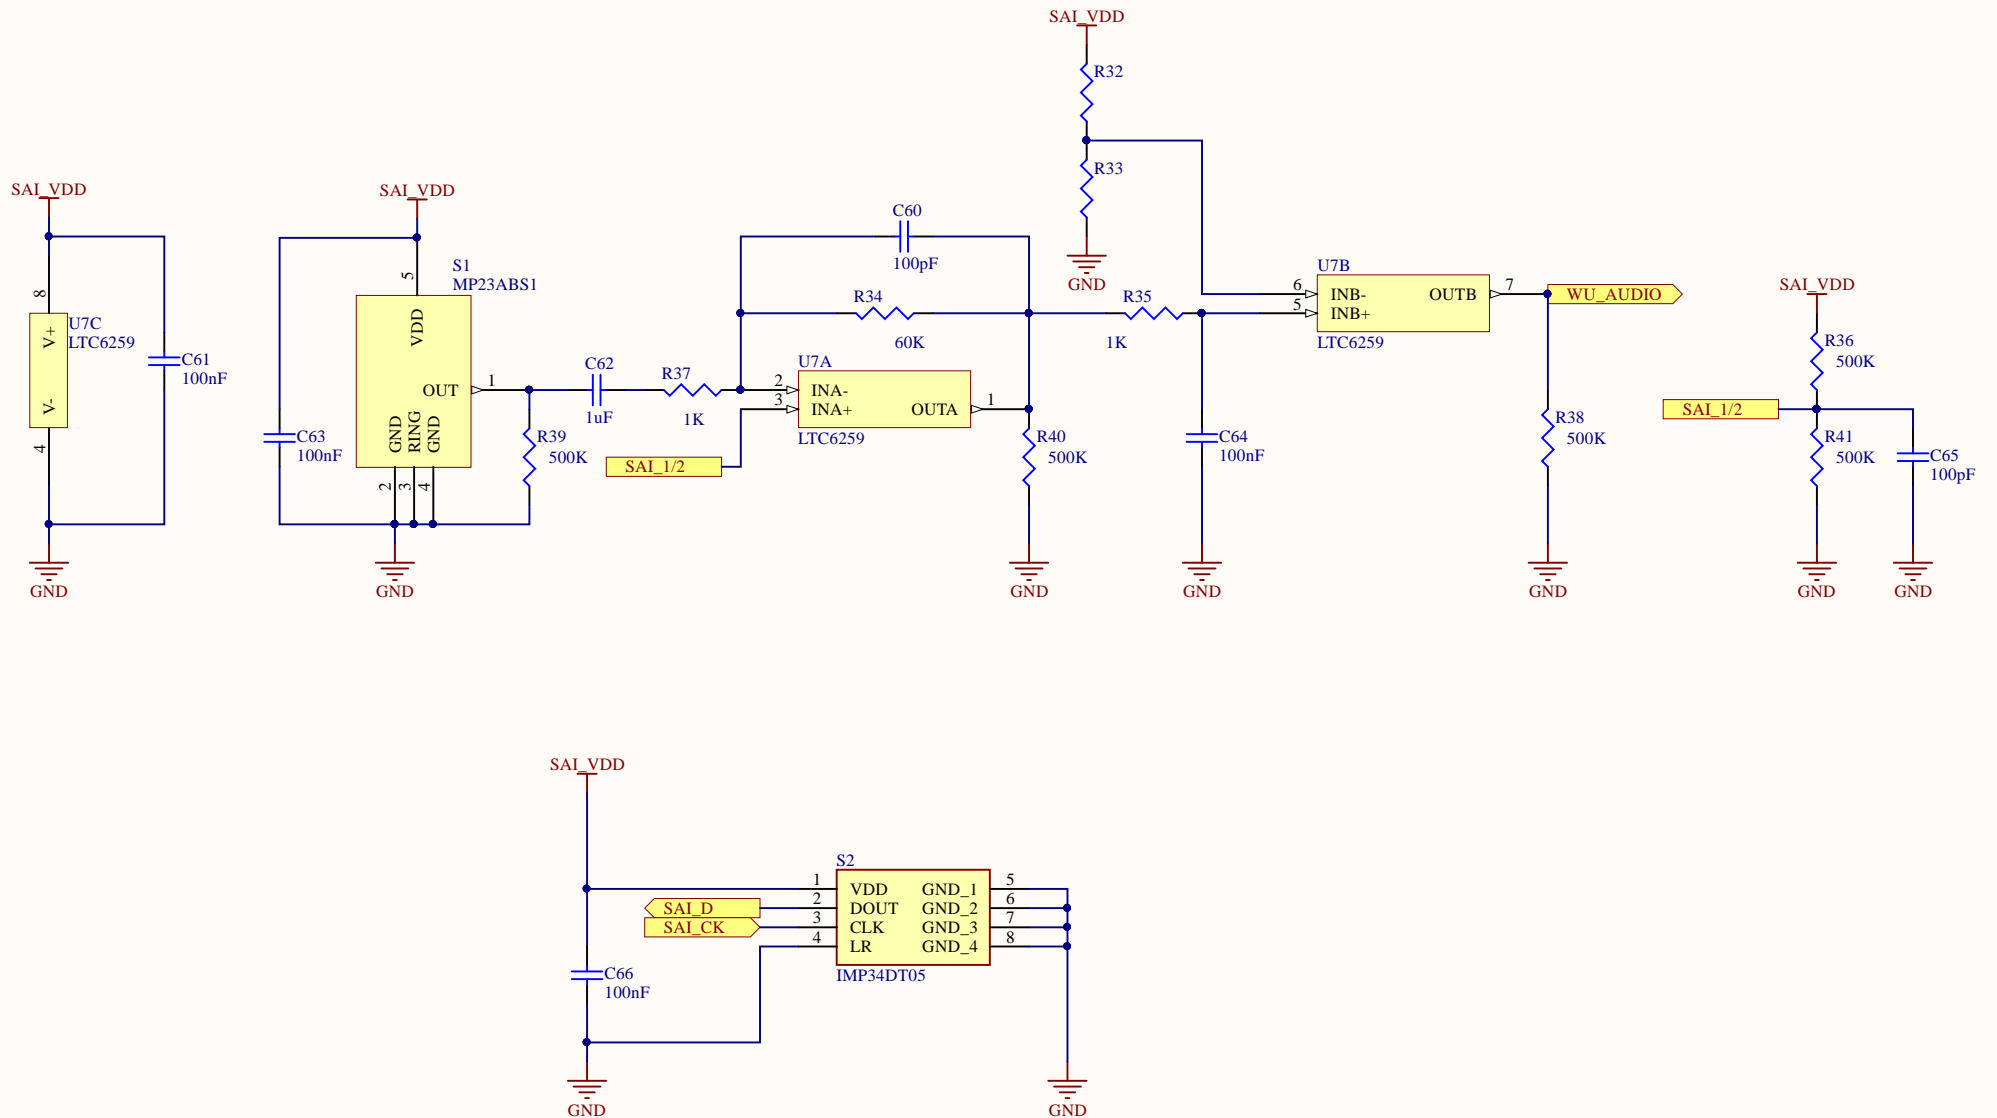 SAI_VDD
R32
R33
GND
SAI_VDD
8
V+
V-
4
U7C
LTC6259
C61
100nF
GND
SAI_VDD
C63
100nF
S1
MP23ABS1
5
VDD
OUT
1
GND
RING
GND
2
3
4
GND
R39
500K
C62
1uF
R37
1K
SAI_1/2
C60
100pF
R34
60K
U7A
2
INA-
3
INA+
OUTA
1
LTC6259
R40
500K
GND
R35
1K
C64
100nF
GND
U7B
6
INB-
5
INB+
OUTB
7
LTC6259
WU_AUDIO
R38
500K
GND
SAI_VDD
R36
500K
SAI_1/2
R41
500K
C65
100pF
GND
GND
SAI_VDD
C66
100nF
GND
S2
1
VDD
GND_1
5
SAI_D
2
DOUT
GND_2
6
SAI_CK
3
CLK
GND_3
7
4
LR
GND_4
8
IMP34DT05
GND